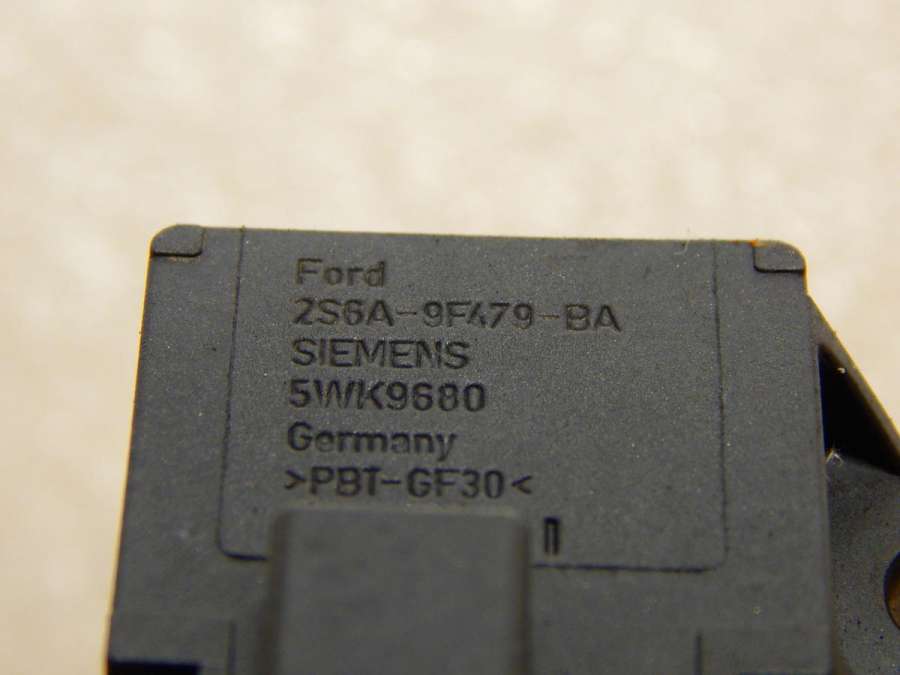 Ford
2S6A-9F479-BA
SIEMENS
5WK9680
Germany
>PBT-GF30<